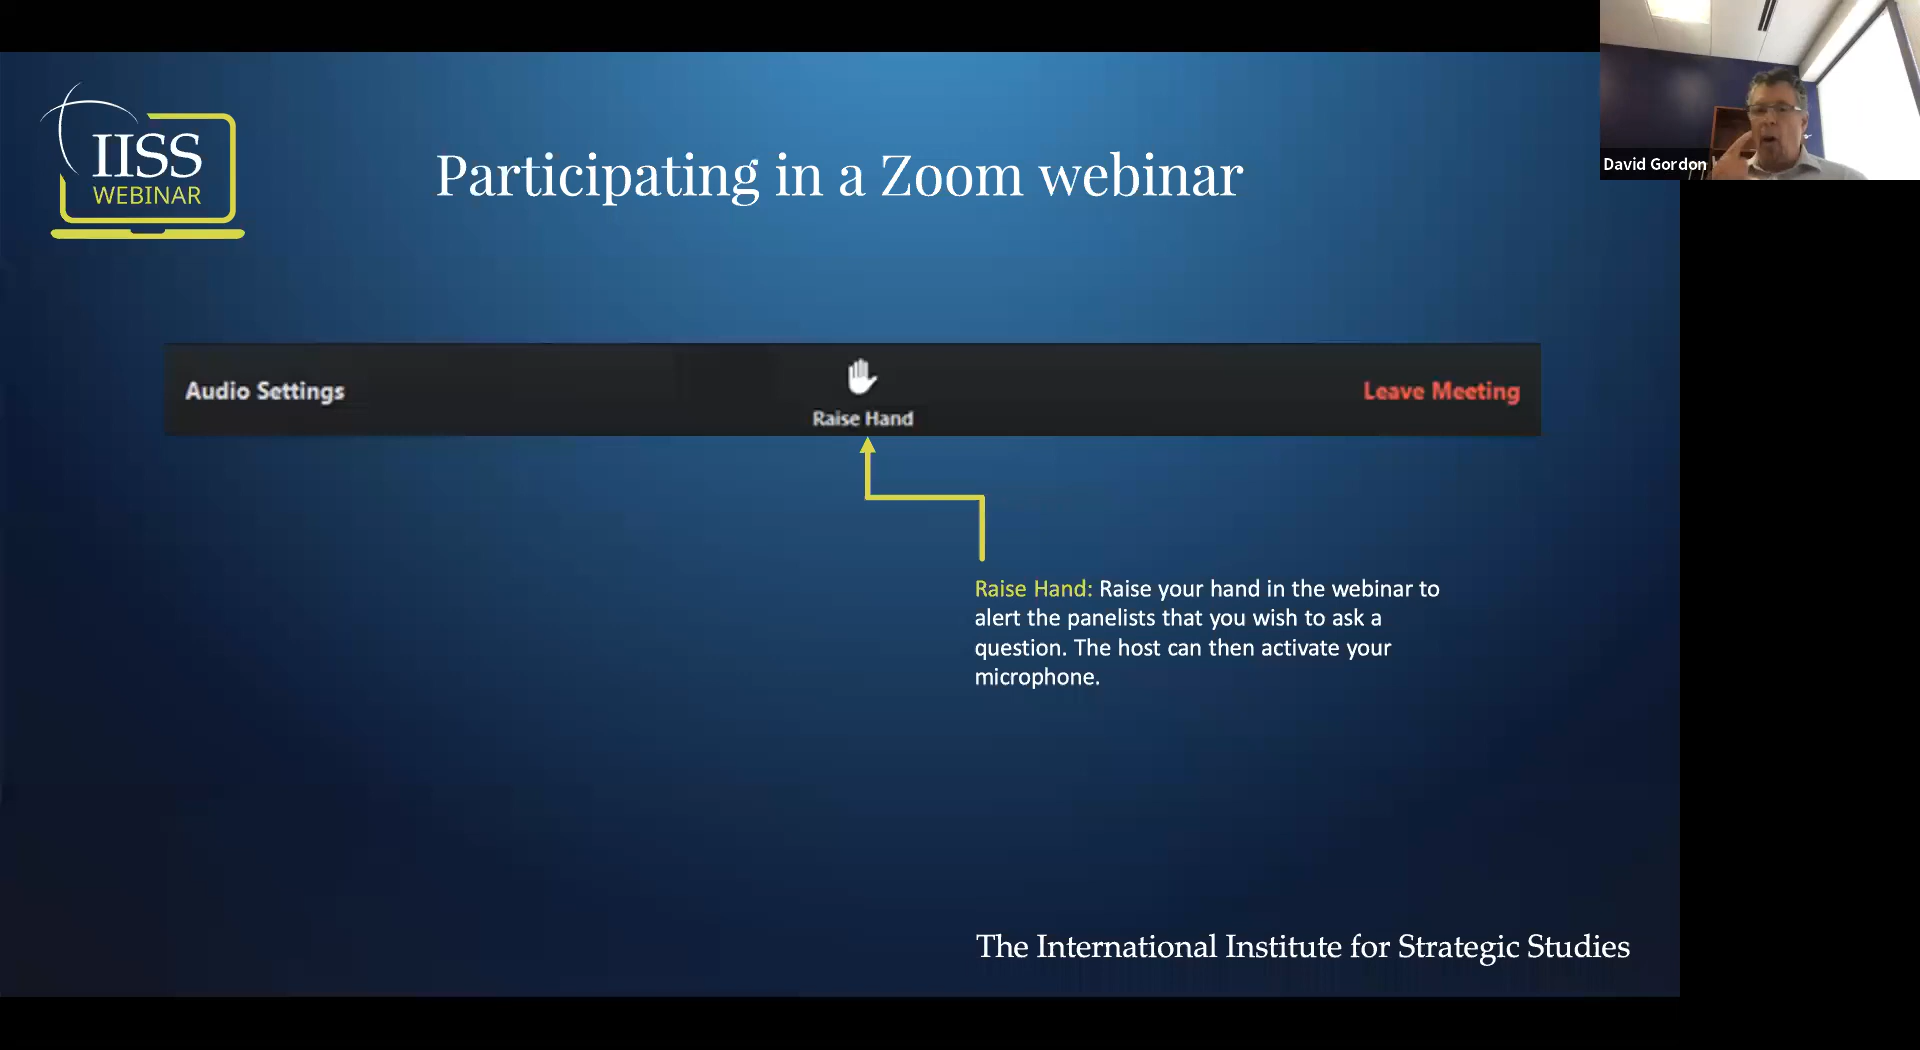 IISS
WEBINAR
Participating in a Zoom webinar
David Gordon
Audio Settings
Raise Hand
Leave Meeting
Raise Hand: Raise your hand in the webinar to
alert the panelists that you wish to ask a
question. The host can then activate your
microphone.
The International Institute for Strategic Studies